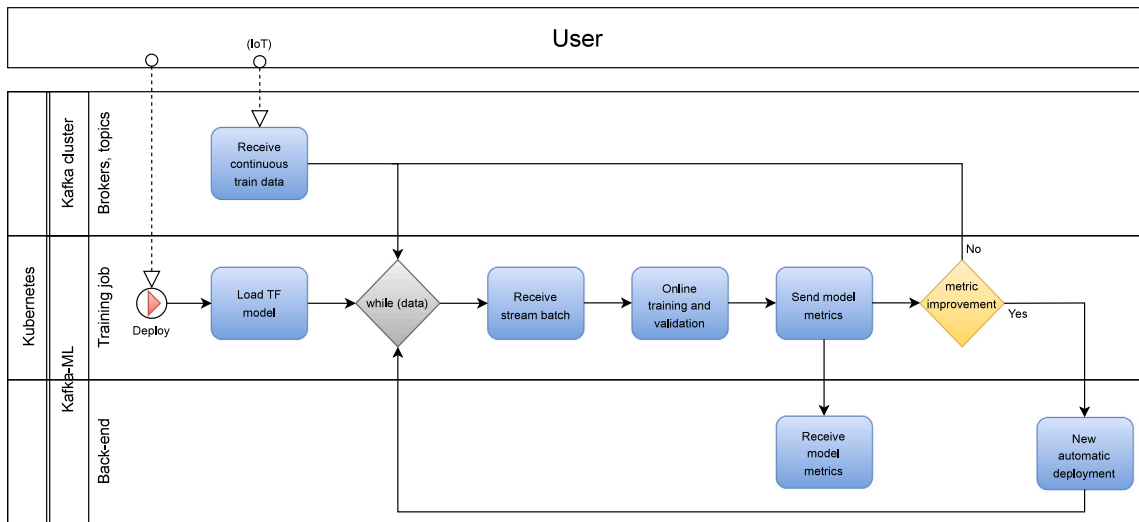 User
(IoT)
Kubernetes
Kafka cluster
Brokers, topics
Receive
continuous
train data
Kafka-ML
Training job
Deploy
Load TF
model
while (data)
Receive
stream batch
Online
training and
validation
Send model
metrics
metric
improvement
No
Yes
Back-end
Receive
model
metrics
New
automatic
deployment